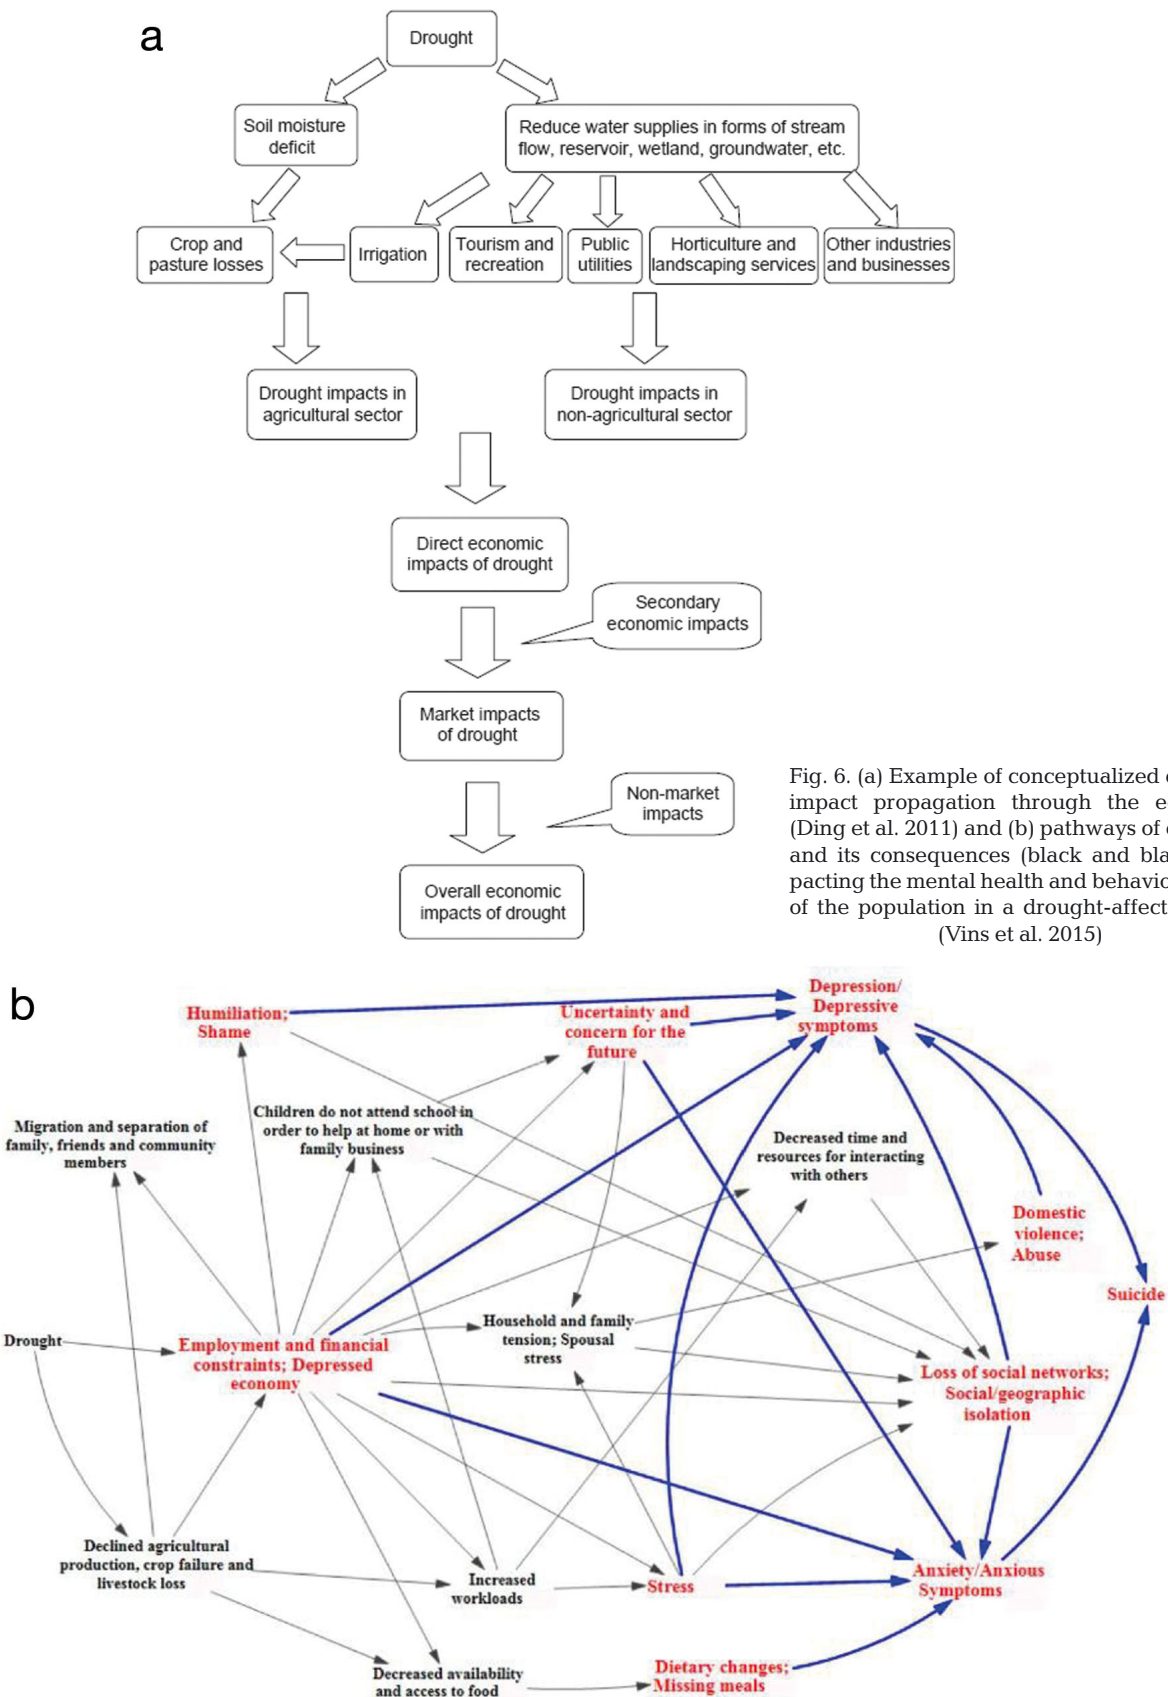 a
Drought
Soil moisture
deficit
Reduce water supplies in forms of stream
flow, reservoir, wetland, groundwater, etc.
Crop and
pasture losses
Irrigation
Tourism and
recreation
Public
utilities
Horticulture and
landscaping services
Other industries
and businesses
Drought impacts in
agricultural sector
Drought impacts in
non-agricultural sector
Direct economic
impacts of drought
Secondary
economic impacts
Market impacts
of drought
Non-market
impacts
Overall economic
impacts of drought
Fig. 6. (a) Example of conceptualized
impact propagation through the
(Ding et al. 2011) and (b) pathways of
and its consequences (black and
pacting the mental health and
of the population in a
(Vins et al. 2015)
b
Humiliation;
Shame
Uncertainty and
concern for the
future
Depression/
Depressive
symptoms
Migration and separation of
family, friends and community
members
Children do not attend school in
order to help at home or with
family business
Decreased time and
resources for interacting
with others
Domestic
violence;
Abuse
Suicide
Drought
Employment and financial
constraints; Depressed
economy
Household and family
tension; Spousal
stress
Loss of social networks;
Social/geographic
isolation
Declined agricultural
production, crop failure and
livestock loss
Increased
workloads
Stress
Anxiety/Anxious
Symptoms
Decreased availability
and access to food
Dietary changes;
Missing meals